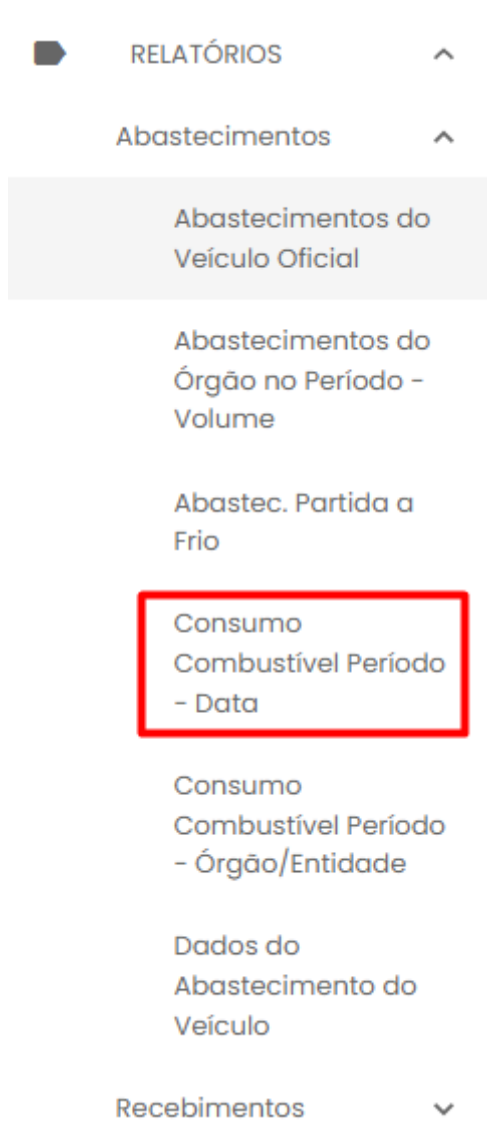 RELATÓRIOS
Abastecimentos
Abastecimentos do
Veículo Oficial
Abastecimentos do
Órgão no Período -
Volume
Abastec. Partida a
Frio
Consumo
Combustível Período
- Data
Consumo
Combustível Período
- Órgão/Entidade
Dados do
Abastecimento do
Veículo
Recebimentos